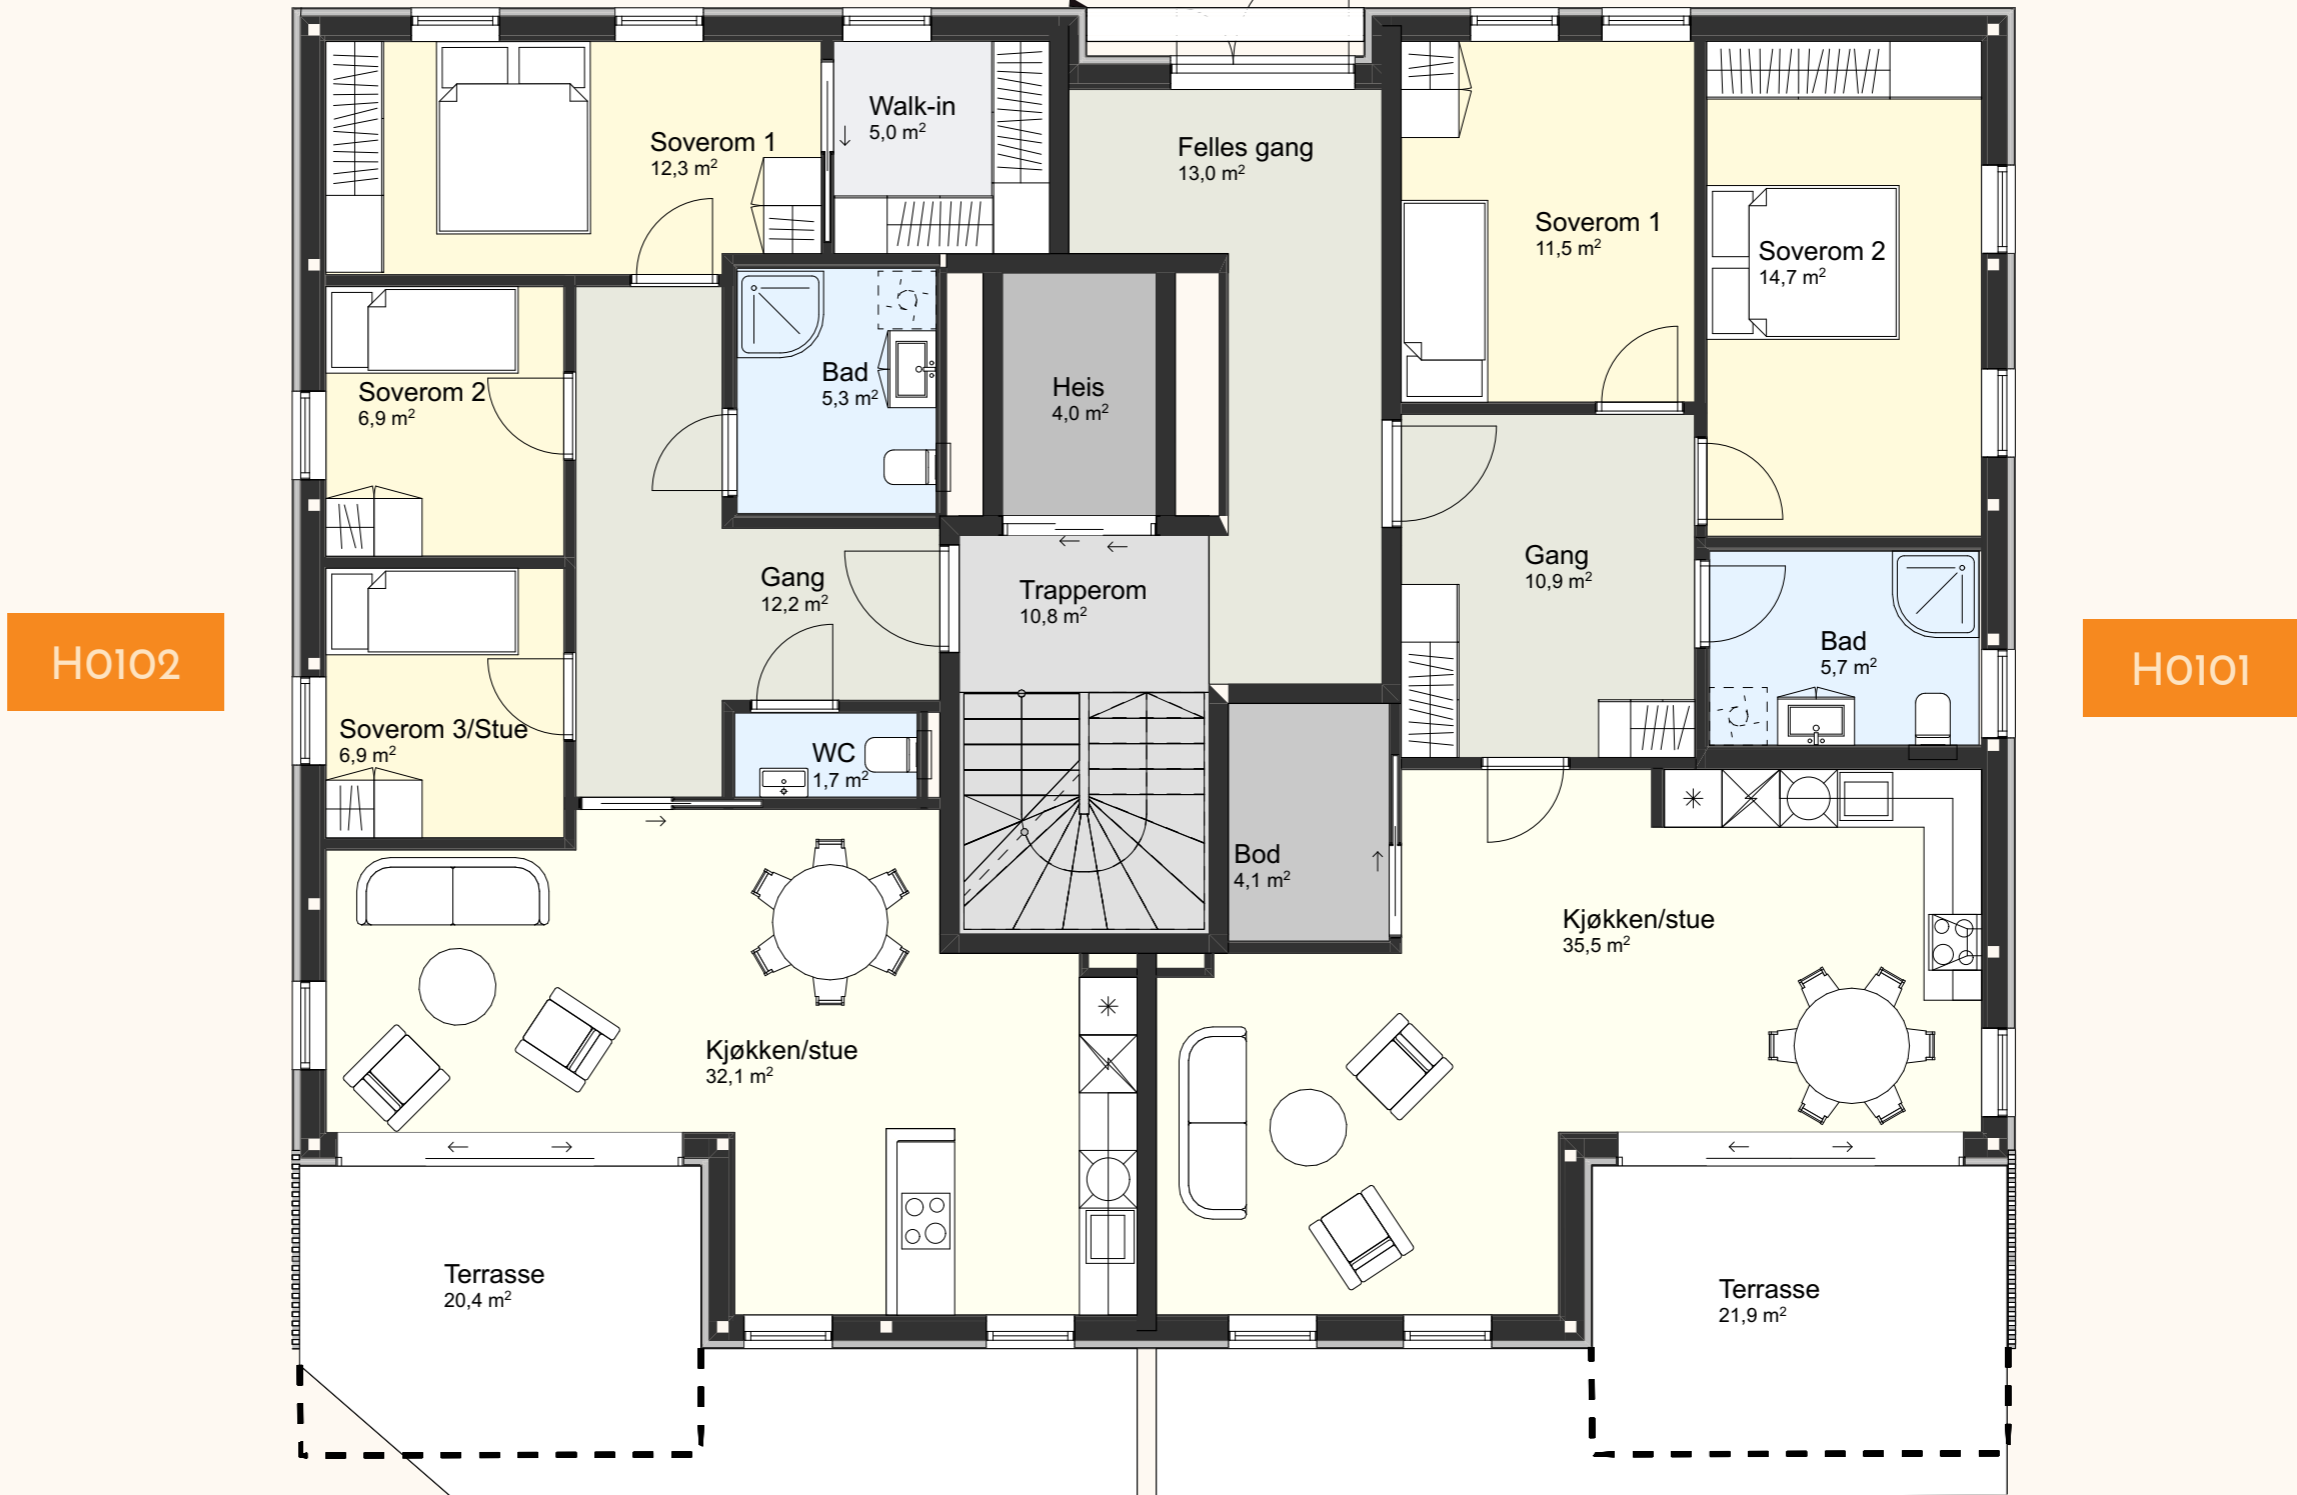 Soverom 1
12,3 m²
Walk-in
5,0 m²
Felles gang
13,0 m²
Soverom 1
11,5 m²
Soverom 2
14,7 m²
Soverom 2
6,9 m²
Bad
5,3 m²
Heis
4,0 m²
Gang
12,2 m²
Trapperom
10,8 m²
Gang
10,9 m²
Bad
5,7 m²
H0102
H0101
Soverom 3/Stue
6,9 m²
WC
1,7 m²
Bod
4,1 m²
Kjøkken/stue
35,5 m²
Kjøkken/stue
32,1 m²
Terrasse
20,4 m²
Terrasse
21,9 m²